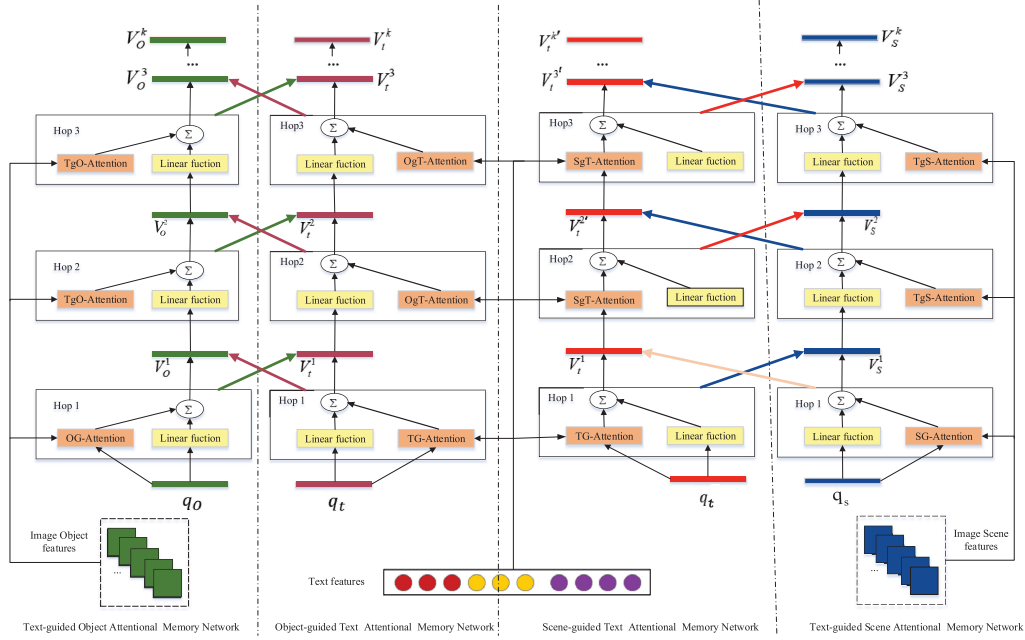 V_O^k
V_t^k
V_t^k'
V_S^k
...
...
...
...
V_O^3
V_t^3
V_t^3'
V_S^3
Hop 3
Σ
TgO-Attention
Linear fuction
Hop3
Σ
Linear fuction
OgT-Attention
Hop3
Σ
SgT-Attention
Linear fuction
Hop 3
Σ
Linear fuction
TgS-Attention
V_O^2
V_t^2
V_t^2'
V_S^2
Hop 2
Σ
TgO-Attention
Linear fuction
Hop2
Σ
Linear fuction
OgT-Attention
Hop2
Σ
SgT-Attention
Linear fuction
Hop 2
Σ
Linear fuction
TgS-Attention
V_O^1
V_t^1
V_t^1
V_S^1
Hop 1
Σ
OG-Attention
Linear fuction
Hop 1
Σ
Linear fuction
TG-Attention
Hop 1
Σ
TG-Attention
Linear fuction
Hop 1
Σ
Linear fuction
SG-Attention
q_O
q_t
q_t
q_s
Image Object
features
...
Text features
...
Image Scene
features
Text-guided Object Attentional Memory Network
Object-guided Text Attentional Memory Network
Scene-guided Text Attentional Memory Network
Text-guided Scene Attentional Memory Network